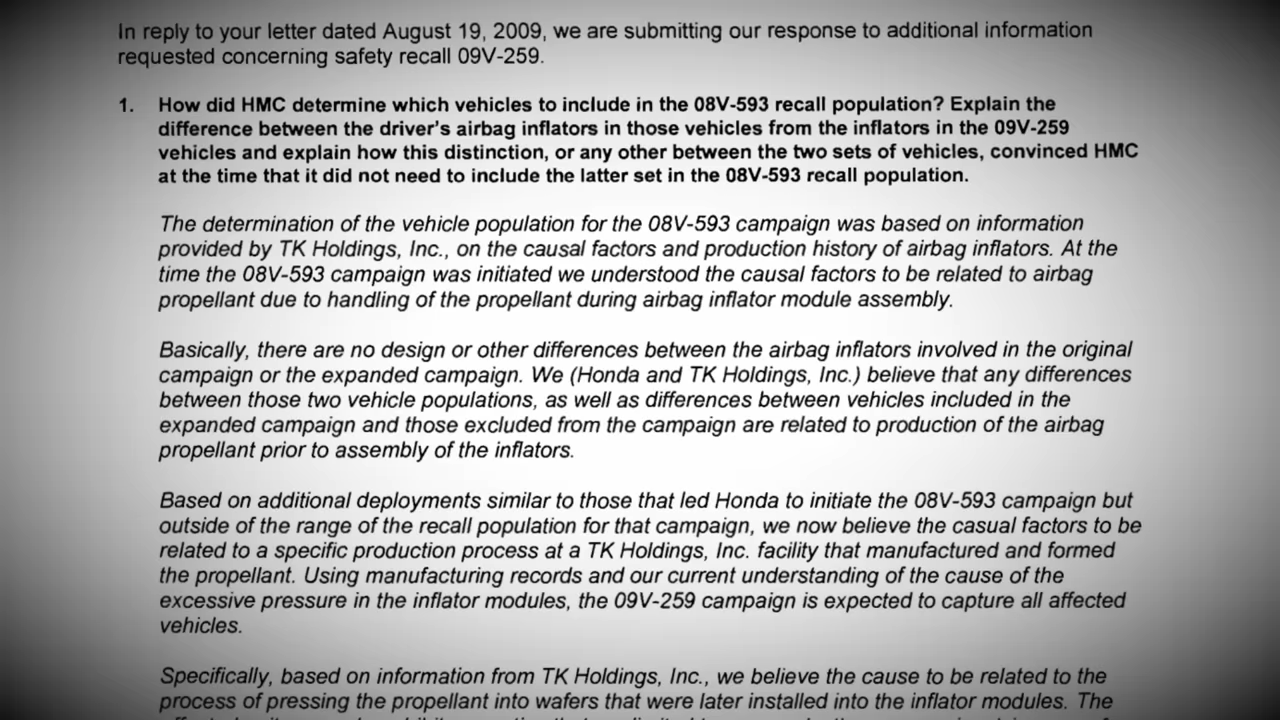 In reply to your letter dated August 19, 2009, we are submitting our response to additional information
requested concerning safety recall 09V-259.
1. How did HMC determine which vehicles to include in the 08V-593 recall population? Explain the
difference between the driver's airbag inflators in those vehicles from the inflators in the 09V-259
vehicles and explain how this distinction, or any other between the two sets of vehicles, convinced HMC
at the time that it did not need to include the latter set in the 08V-593 recall population.
The determination of the vehicle population for the 08V-593 campaign was based on information
provided by TK Holdings, Inc., on the causal factors and production history of airbag inflators. At the
time the 08V-593 campaign was initiated we understood the causal factors to be related to airbag
propellant due to handling of the propellant during airbag inflator module assembly.
Basically, there are no design or other differences between the airbag inflators involved in the original
campaign or the expanded campaign. We (Honda and TK Holdings, Inc.) believe that any differences
between those two vehicle populations, as well as differences between vehicles included in the
expanded campaign and those excluded from the campaign are related to production of the airbag
propellant prior to assembly of the inflators.
Based on additional deployments similar to those that led Honda to initiate the 08V-593 campaign but
outside of the range of the recall population for that campaign, we now believe the casual factors to be
related to a specific production process at a TK Holdings, Inc. facility that manufactured and formed
the propellant. Using manufacturing records and our current understanding of the cause of the
excessive pressure in the inflator modules, the 09V-259 campaign is expected to capture all affected
vehicles.
Specifically, based on information from TK Holdings, Inc., we believe the cause to be related to the
process of pressing the propellant into wafers that were later installed into the inflator modules. The